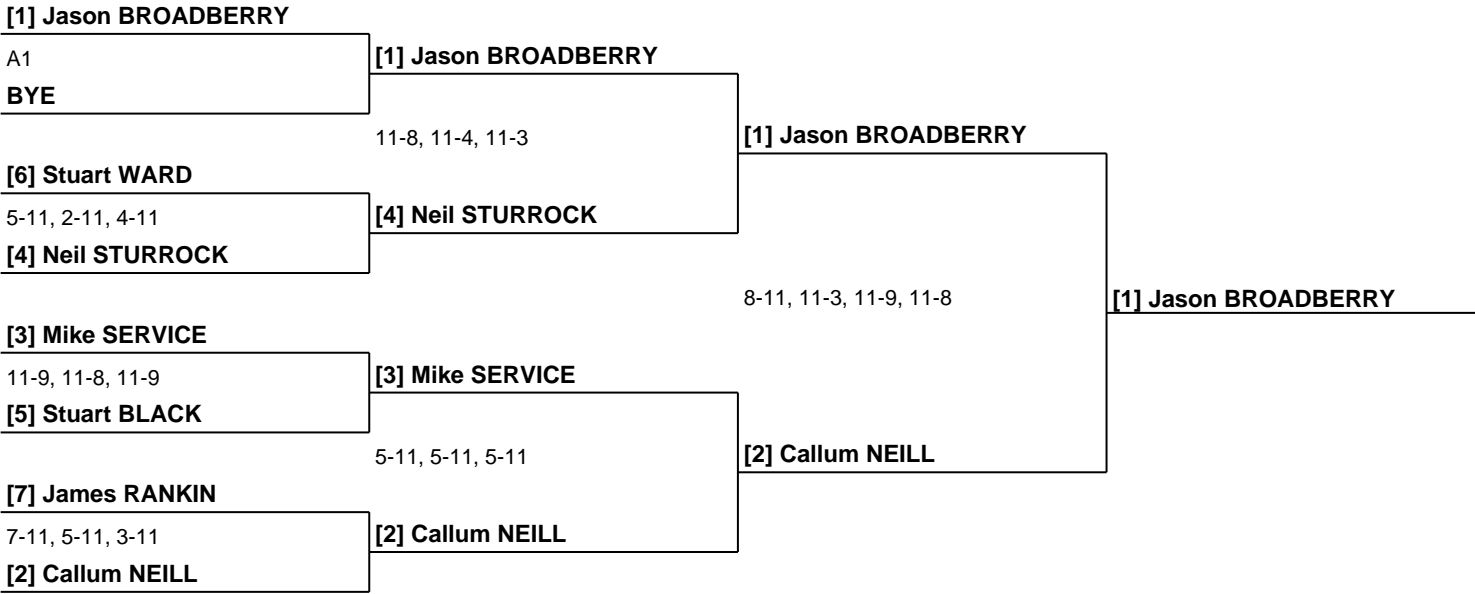 [1] Jason BROADBERRY
A1
BYE
[1] Jason BROADBERRY
11-8, 11-4, 11-3
[6] Stuart WARD
5-11, 2-11, 4-11
[4] Neil STURROCK
[4] Neil STURROCK
[1] Jason BROADBERRY
8-11, 11-3, 11-9, 11-8
[1] Jason BROADBERRY
[3] Mike SERVICE
11-9, 11-8, 11-9
[5] Stuart BLACK
[3] Mike SERVICE
5-11, 5-11, 5-11
[2] Callum NEILL
[7] James RANKIN
7-11, 5-11, 3-11
[2] Callum NEILL
[2] Callum NEILL